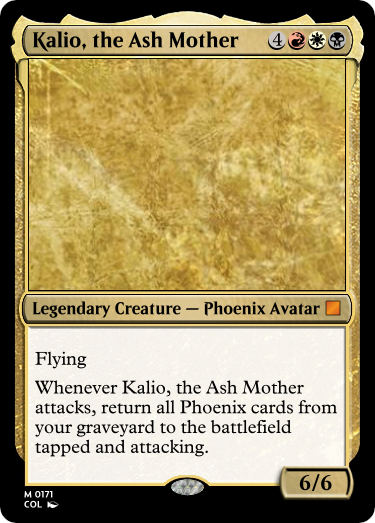 Kalio, the Ash Mother 4
Legendary Creature — Phoenix Avatar
Flying
Whenever Kalio, the Ash Mother
attacks, return all Phoenix cards from
your graveyard to the battlefield
tapped and attacking.
6/6
M 0171
COL